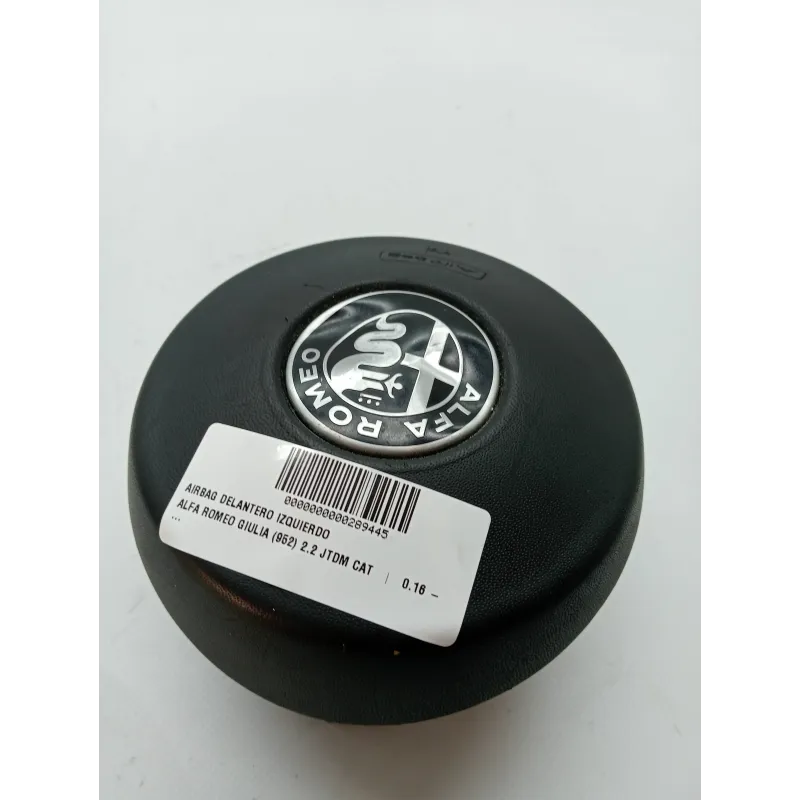 ALFA ROMEO
0000000000289445
AIRBAG DELANTERO IZQUIERDO
ALFA ROMEO GIULIA (952) 2.2 JTDM CAT | 0.16 –
...